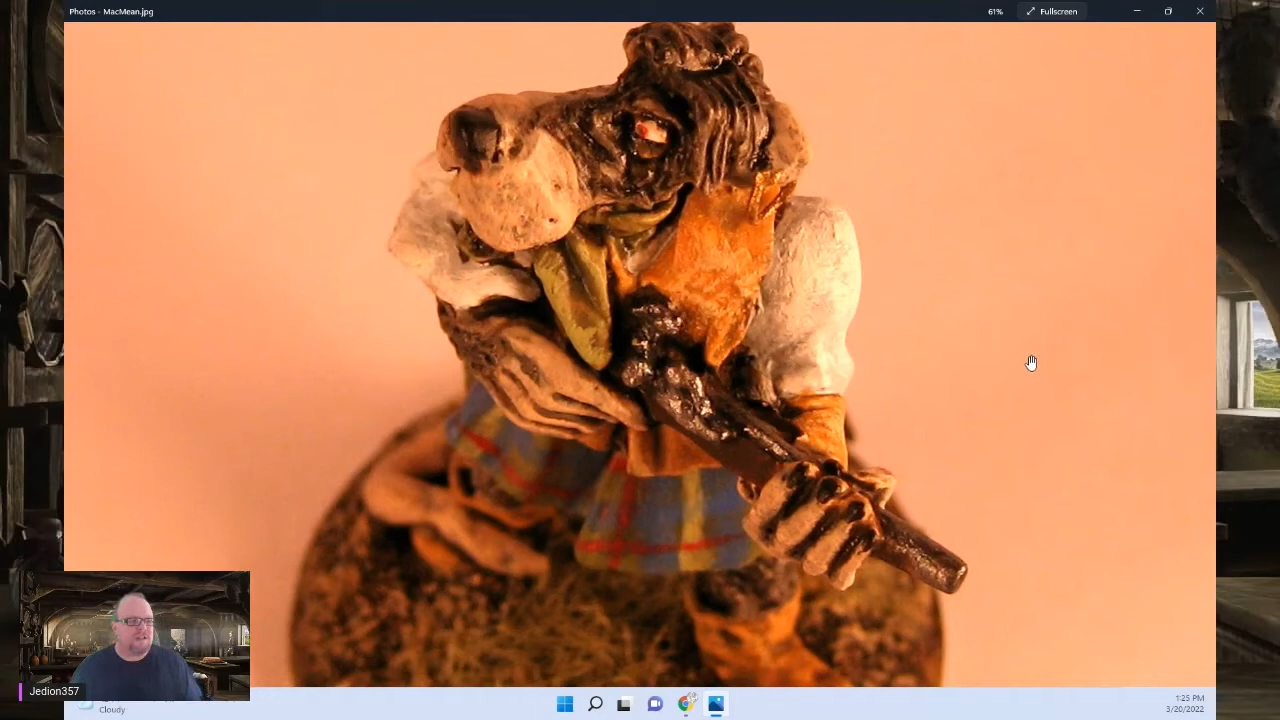 Photos - MacMean.jpg
61%
Fullscreen
Jedion357
Cloudy
1:25 PM
3/20/2022